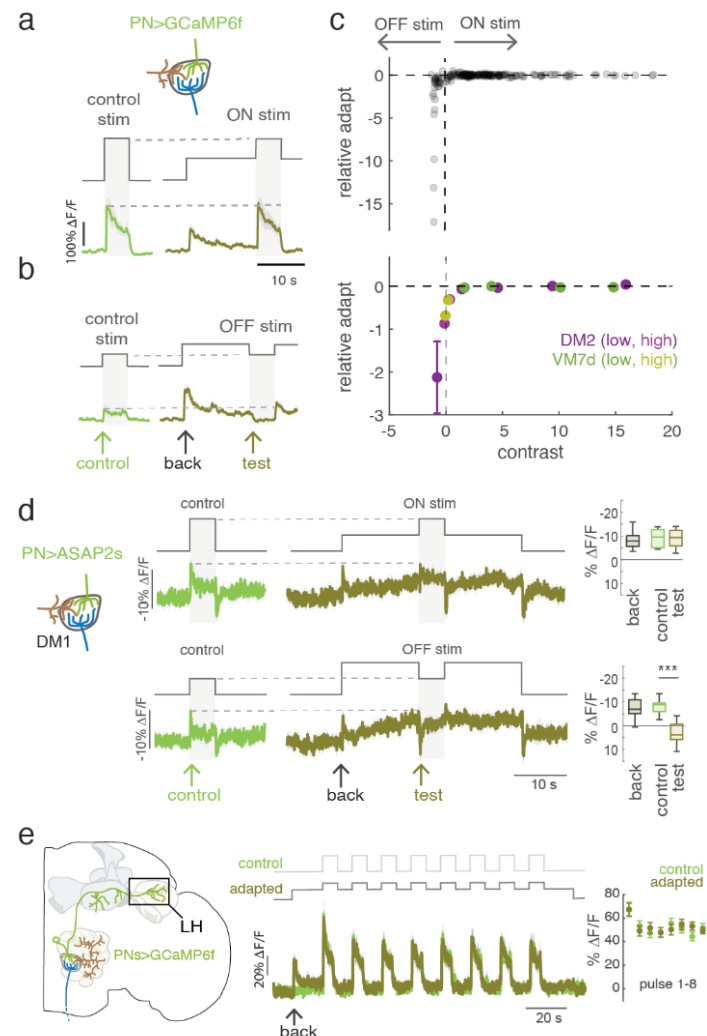 a
PN>GCaMP6f
control
stim
ON stim
100% ΔF/F
10 s
b
control
stim
OFF stim
control
back
test
c
OFF stim
ON stim
relative adapt
0
-5
-10
-15
relative adapt
0
-1
-2
-3
DM2 (low, high)
VM7d (low, high)
-5
0
5
10
15
20
contrast
d
PN>ASAP2s
DM1
control
ON stim
-10% ΔF/F
% ΔF/F
-20
-10
0
10
back
control
test
control
OFF stim
-10% ΔF/F
control
back
test
10 s
***
% ΔF/F
-20
-10
0
10
back
control
test
e
LH
PNs>GCaMP6f
control
adapted
20% ΔF/F
back
20 s
control
adapted
% ΔF/F
80
60
40
20
0
pulse 1-8